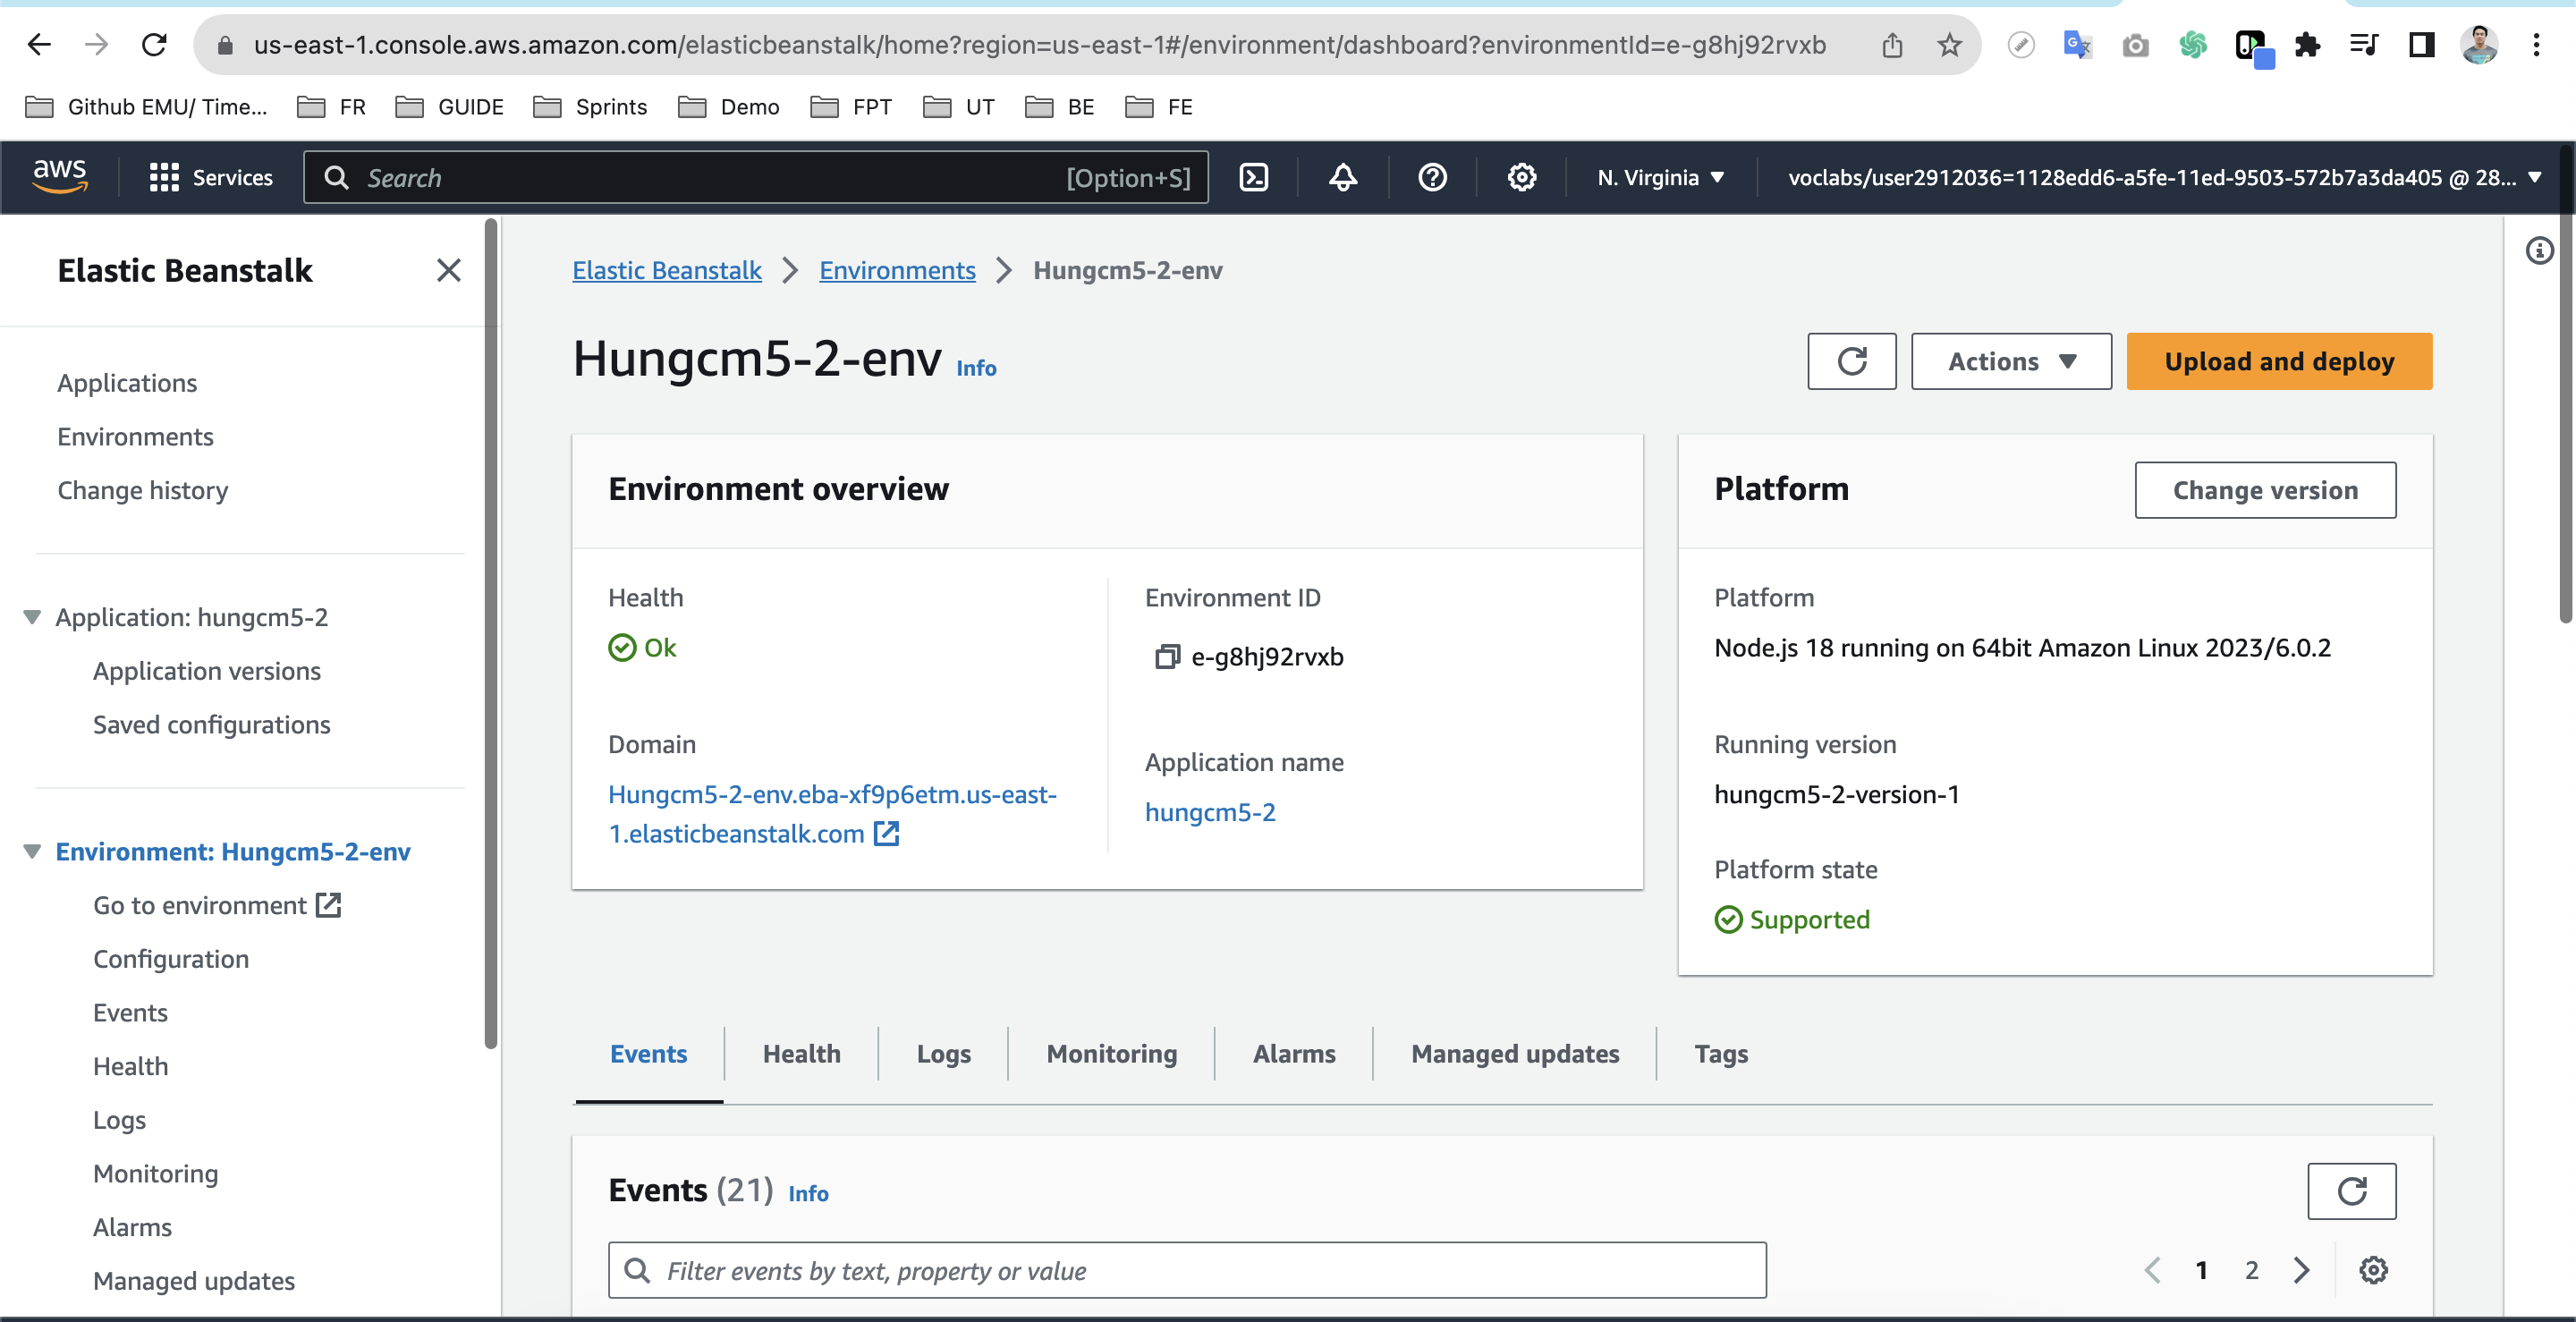 us-east-1.console.aws.amazon.com/elasticbeanstalk/home?region=us-east-1#/environment/dashboard?environmentId=e-g8hj92rvxb
Github EMU/ Time... FR GUIDE Sprints Demo FPT UT BE FE
aws Services Search [Option+S] N. Virginia voclabs/user2912036=1128edd6-a5fe-11ed-9503-572b7a3da405 @ 28...
Elastic Beanstalk
Applications
Environments
Change history
Application: hungcm5-2
Application versions
Saved configurations
Environment: Hungcm5-2-env
Go to environment
Configuration
Events
Health
Logs
Monitoring
Alarms
Managed updates
Elastic Beanstalk Environments Hungcm5-2-env
Hungcm5-2-env Info
Actions Upload and deploy
Environment overview
Health
Ok
Domain
Hungcm5-2-env.eba-xf9p6etm.us-east-
1.elasticbeanstalk.com
Environment ID
e-g8hj92rvxb
Application name
hungcm5-2
Platform Change version
Platform
Node.js 18 running on 64bit Amazon Linux 2023/6.0.2
Running version
hungcm5-2-version-1
Platform state
Supported
Events Health Logs Monitoring Alarms Managed updates Tags
Events (21) Info
Filter events by text, property or value 1 2